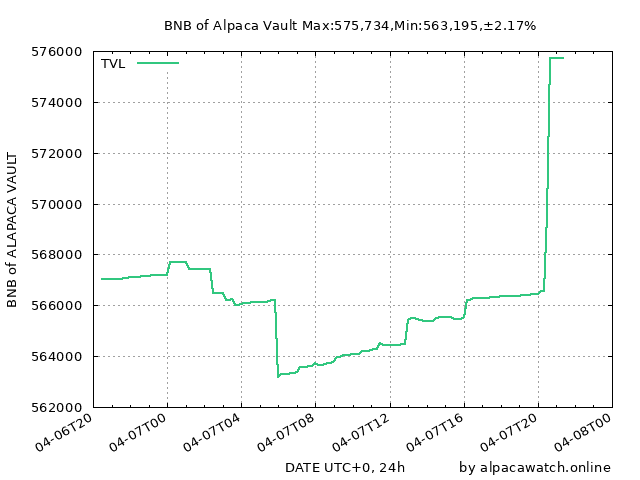 BNB of Alpaca Vault Max:575,734,Min:563,195,±2.17%
TVL
BNB of ALAPACA VAULT
576000
574000
572000
570000
568000
566000
564000
562000
04-06T20
04-07T00
04-07T04
04-07T08
04-07T12
04-07T16
04-07T20
04-08T00
DATE UTC+0, 24h
by alpacawatch.online